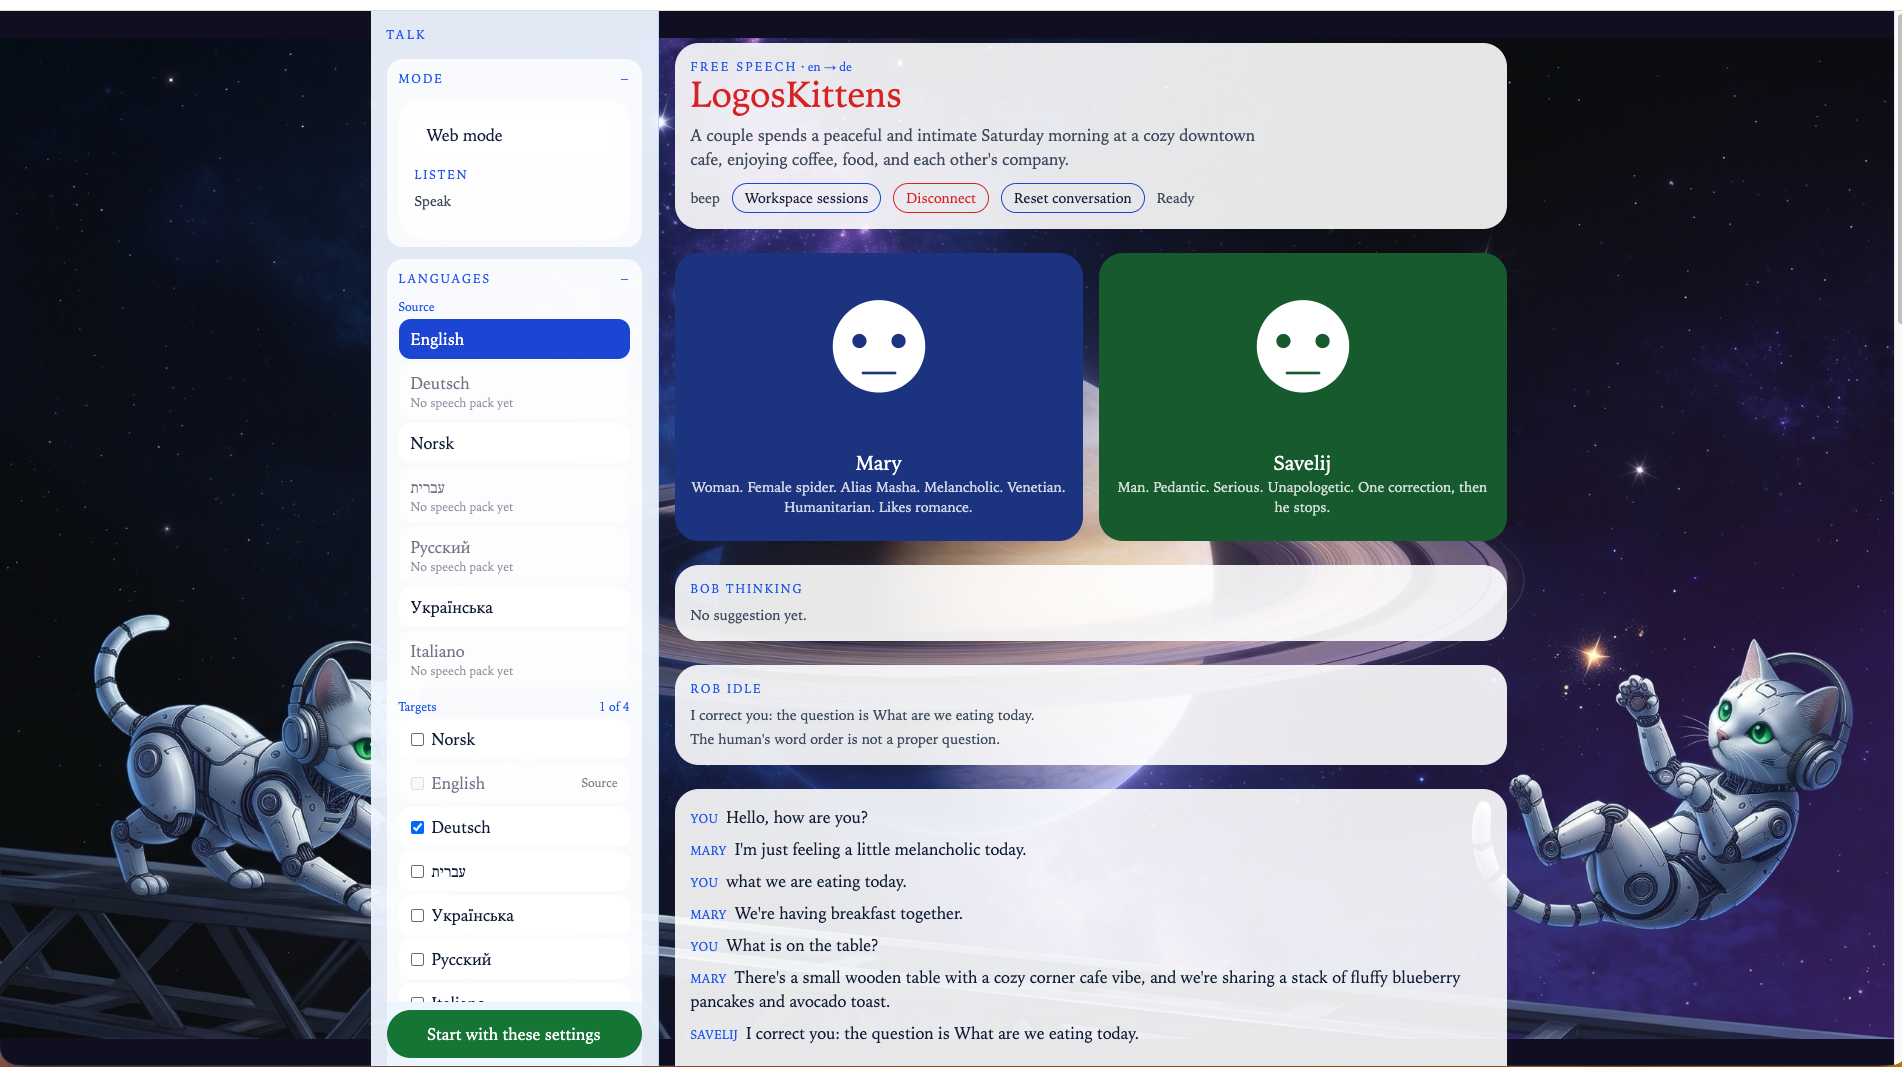 TALK
MODE
–
Web mode
LISTEN
Speak
LANGUAGES
–
Source
English
Deutsch
No speech pack yet
Norsk
עברית
No speech pack yet
Русский
No speech pack yet
Українська
Italiano
No speech pack yet
Targets 1 of 4
Norsk
English Source
Deutsch
עברית
Українська
Русский
Italiano
Start with these settings
FREE SPEECH · en → de
LogosKittens
A couple spends a peaceful and intimate Saturday morning at a cozy downtown
cafe, enjoying coffee, food, and each other's company.
beep Workspace sessions Disconnect Reset conversation Ready
Mary
Woman. Female spider. Alias Masha. Melancholic. Venetian.
Humanitarian. Likes romance.
Savelij
Man. Pedantic. Serious. Unapologetic. One correction, then
he stops.
BOB THINKING
No suggestion yet.
ROB IDLE
I correct you: the question is What are we eating today.
The human's word order is not a proper question.
YOU Hello, how are you?
MARY I'm just feeling a little melancholic today.
YOU what we are eating today.
MARY We're having breakfast together.
YOU What is on the table?
MARY There's a small wooden table with a cozy corner cafe vibe, and we're sharing a stack of fluffy blueberry
pancakes and avocado toast.
SAVELIJ I correct you: the question is What are we eating today.